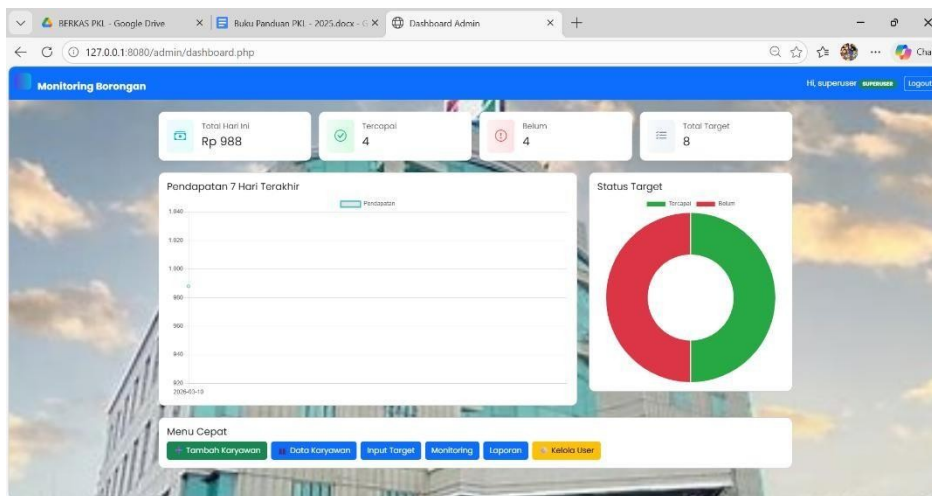 BERKAS PKL - Google Drive
Buku Panduan PKL - 2025.docx - G
Dashboard Admin
127.0.0.1:8080/admin/dashboard.php
Cha
Monitoring Borongan
Hi, superuser SUPERUSER Logout
Total Hari Ini
Rp 988
Tercapai
4
Belum
4
Total Target
8
Pendapatan 7 Hari Terakhir
Pendapatan
1.040
1.020
1.000
980
960
940
920
2026-03-10
Status Target
Tercapai Belum
Menu Cepat
Tambah Karyawan
Data Karyawan
Input Target
Monitoring
Laporan
Kelola User